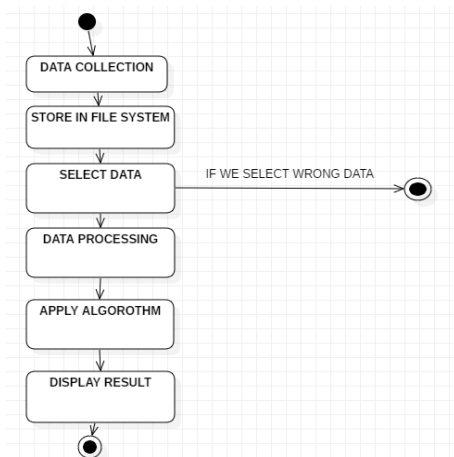 DATA COLLECTION
STORE IN FILE SYSTEM
SELECT DATA
IF WE SELECT WRONG DATA
DATA PROCESSING
APPLY ALGOROTHM
DISPLAY RESULT